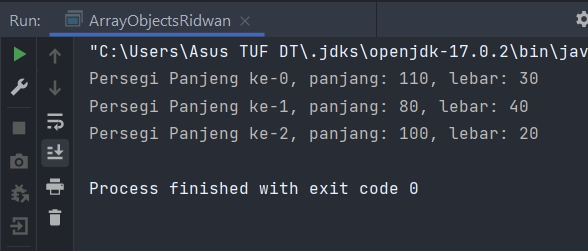 Run: ArrayObjectsRidwan ×
"C:\Users\Asus TUF DT\.jdks\openjdk-17.0.2\bin\jav
Persegi Panjeng ke-0, panjang: 110, lebar: 30
Persegi Panjeng ke-1, panjang: 80, lebar: 40
Persegi Panjeng ke-2, panjang: 100, lebar: 20
Process finished with exit code 0